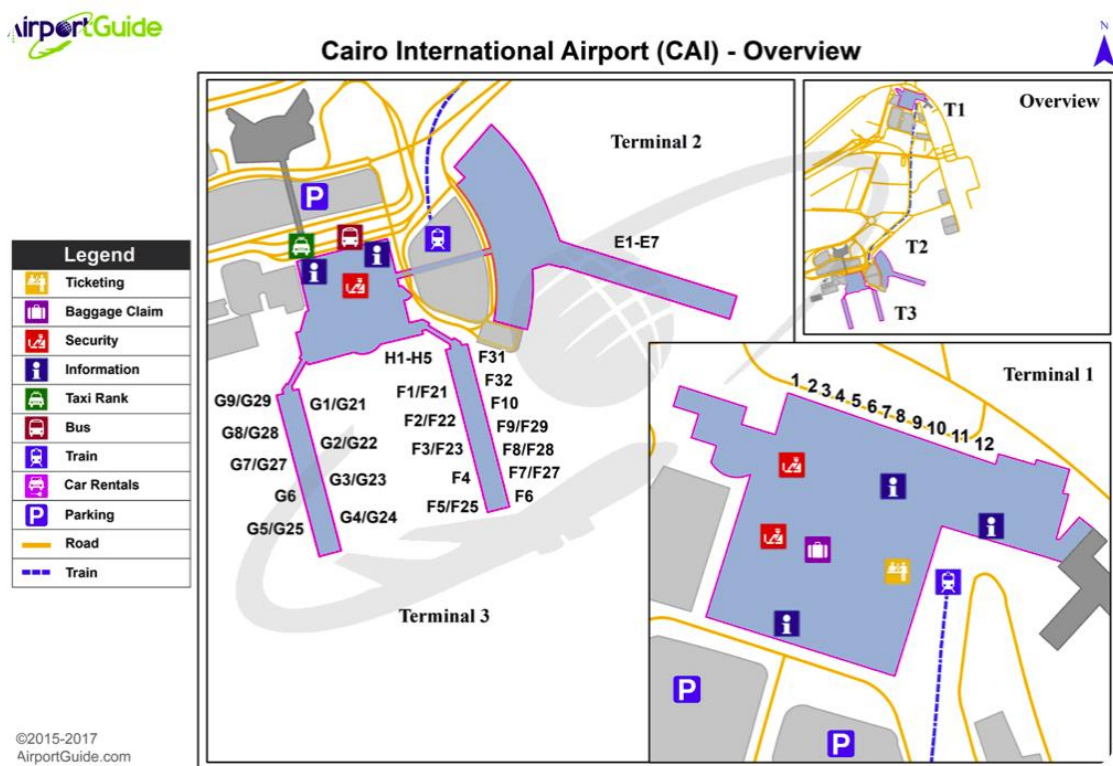 AirportGuide
Cairo International Airport (CAI) - Overview
N
Terminal 2
E1-E7
Overview
T1
T2
T3
Legend
Ticketing
Baggage Claim
Security
Information
Taxi Rank
Bus
Train
Car Rentals
P Parking
Road
Train
P
H1-H5
F31
F32
F10
F9/F29
F8/F28
F7/F27
F6
F1/F21
F2/F22
F3/F23
F4
F5/F25
G9/G29
G8/G28
G7/G27
G6
G5/G25
G1/G21
G2/G22
G3/G23
G4/G24
Terminal 3
Terminal 1
1 2 3 4 5 6 7 8 9 10 11 12
P
P
©2015-2017
AirportGuide.com